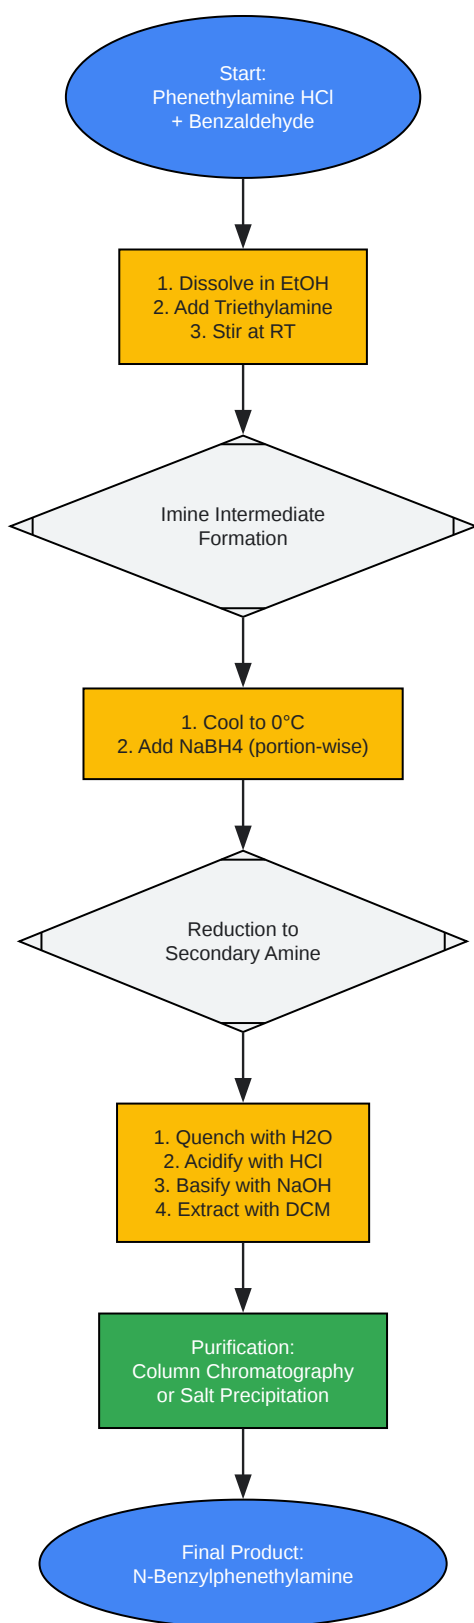 Start:
Phenethylamine HCl
+ Benzaldehyde
1. Dissolve in EtOH
2. Add Triethylamine
3. Stir at RT
Imine Intermediate
Formation
1. Cool to 0°C
2. Add NaBH4 (portion-wise)
Reduction to
Secondary Amine
1. Quench with H2O
2. Acidify with HCl
3. Basify with NaOH
4. Extract with DCM
Purification:
Column Chromatography
or Salt Precipitation
Final Product:
N-Benzylphenethylamine